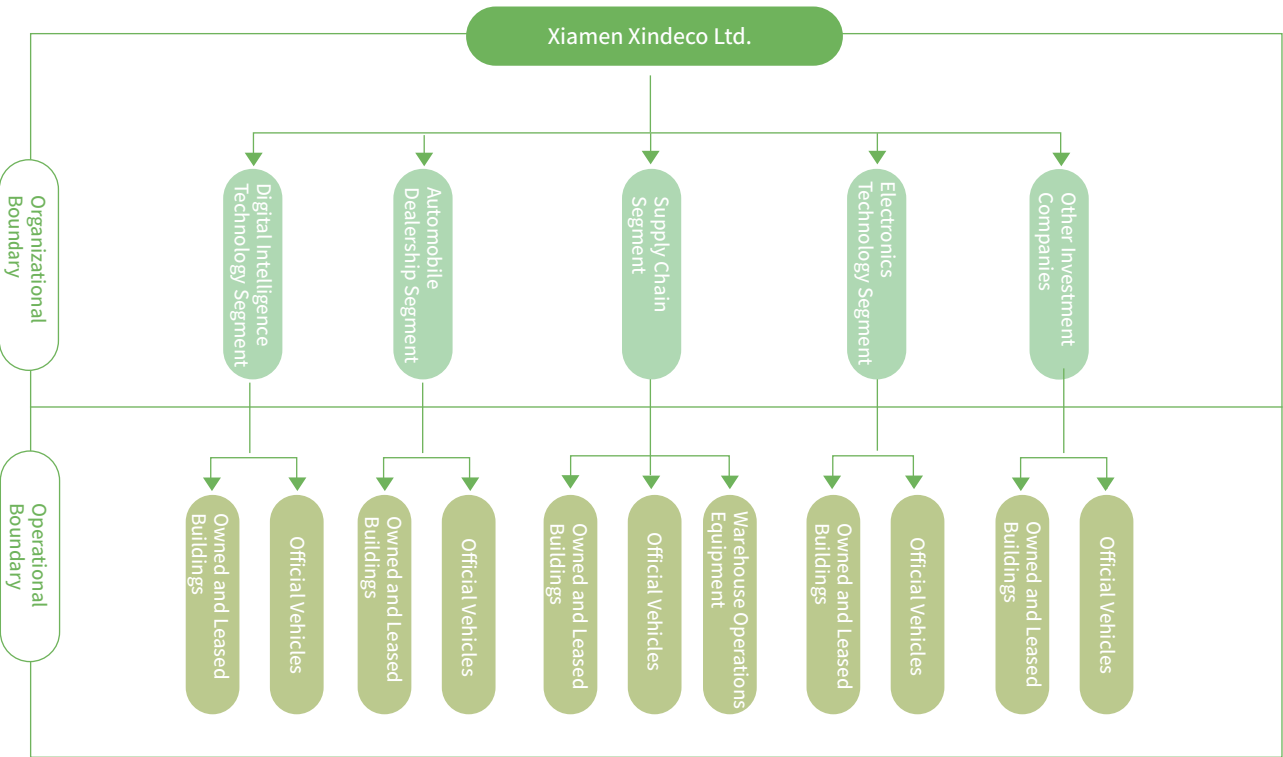 Xiamen Xindeco Ltd.
Organizational
Boundary
Digital Intelligence
Technology Segment
Automobile
Dealership Segment
Supply Chain
Segment
Electronics
Technology Segment
Other Investment
Companies
Operational
Boundary
Owned and Leased
Buildings
Official Vehicles
Owned and Leased
Buildings
Official Vehicles
Owned and Leased
Buildings
Official Vehicles
Warehouse Operations
Equipment
Owned and Leased
Buildings
Official Vehicles
Owned and Leased
Buildings
Official Vehicles